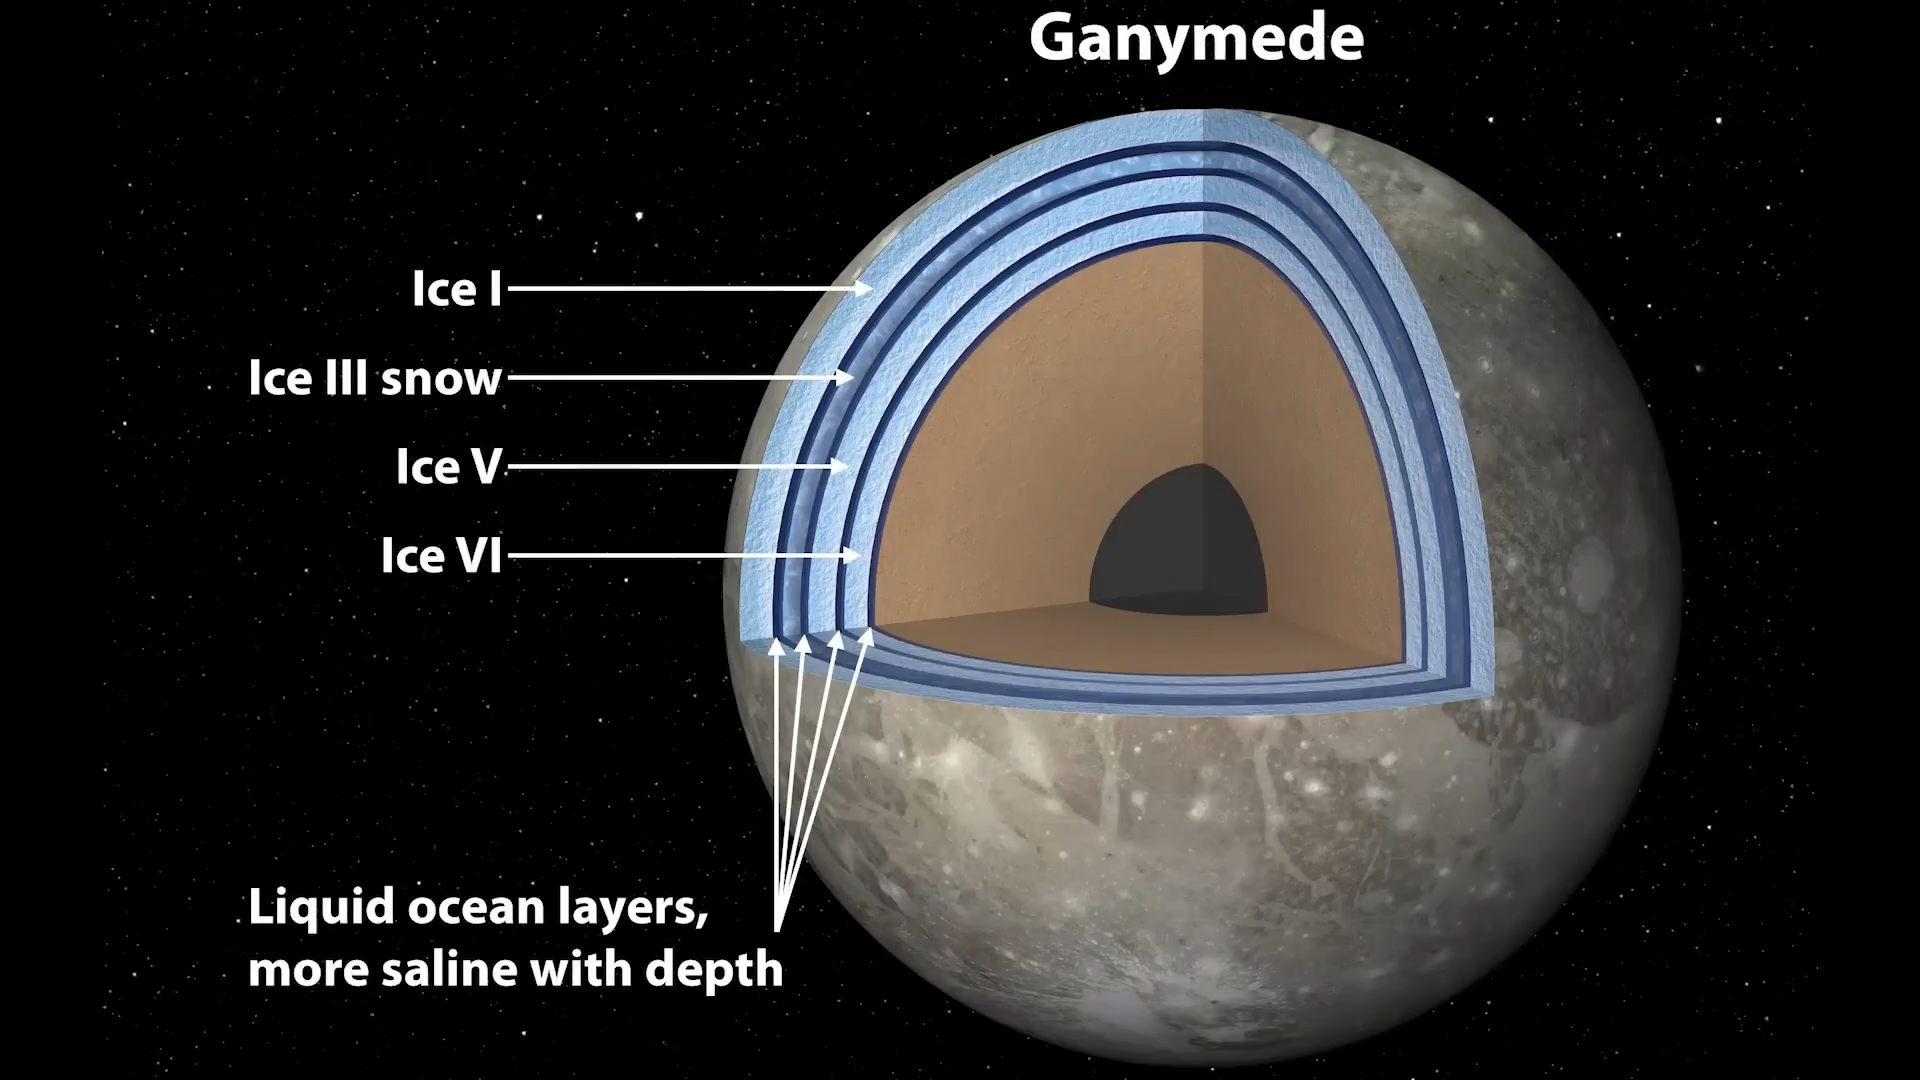 Ganymede
Ice I
Ice III snow
Ice V
Ice VI
Liquid ocean layers,
more saline with depth